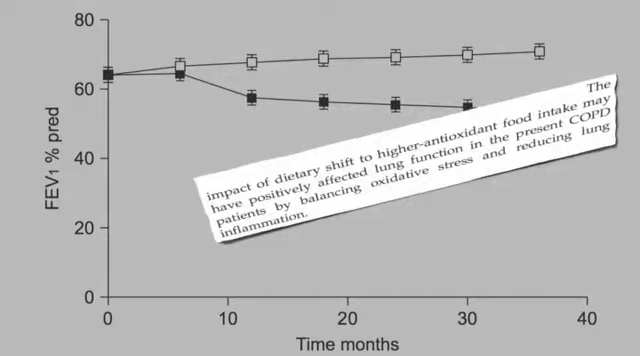 80
60
40
20
0
FEV1 % pred
The
impact of dietary shift to higher-antioxidant food intake may
have positively affected lung function in the present COPD
patients by balancing oxidative stress and reducing lung
inflammation.
0
10
20
30
40
Time months